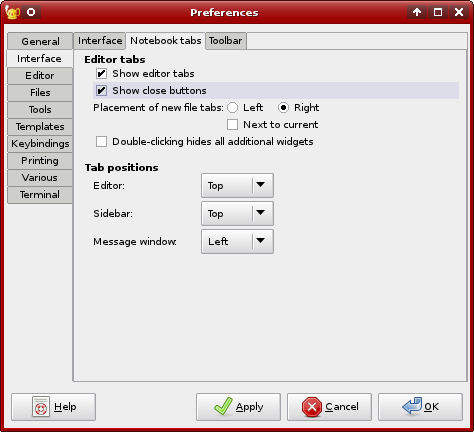 Preferences
General
Interface
Editor
Files
Tools
Templates
Keybindings
Printing
Various
Terminal
Interface Notebook tabs Toolbar
Editor tabs
Show editor tabs
Show close buttons
Placement of new file tabs: Left Right
Next to current
Double-clicking hides all additional widgets
Tab positions
Editor: Top
Sidebar: Top
Message window: Left
Help Apply Cancel OK